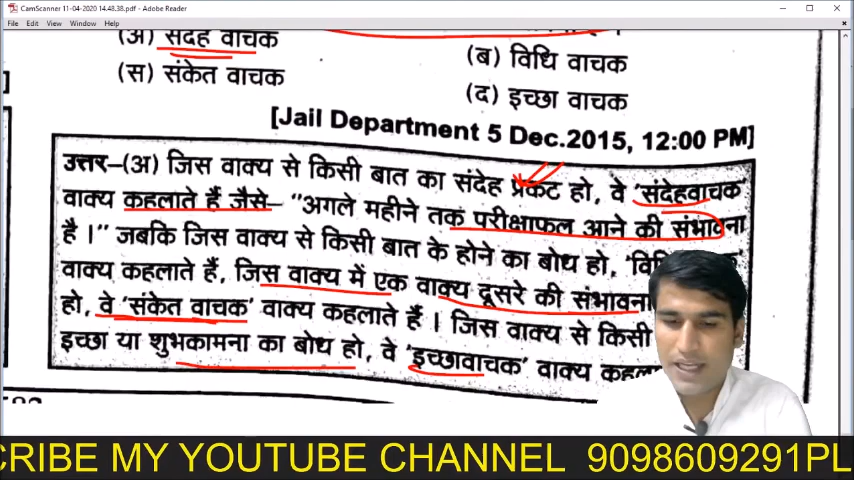 CamScanner 11-04-2020 14.48.38.pdf - Adobe Reader
File Edit View Window Help
(अ) संदेह वाचक
(ब) विधि वाचक
(स) संकेत वाचक
(द) इच्छा वाचक
[Jail Department 5 Dec.2015, 12:00 PM]
उत्तर–(अ) जिस वाक्य से किसी बात का संदेह प्रकट हो, वे 'संदेहवाचक'
वाक्य कहलाते हैं जैसे– "अगले महीने तक परीक्षाफल आने की संभावना
है।" जबकि जिस वाक्य से किसी बात के होने का बोध हो,
वाक्य कहलाते हैं, जिस वाक्य में एक वाक्य दूसरे की संभावना
हो, वे 'संकेत वाचक' वाक्य कहलाते हैं। जिस वाक्य से किसी
इच्छा या शुभकामना का बोध हो, वे 'इच्छावाचक' वाक्य
CRIBE MY YOUTUBE CHANNEL 9098609291PL